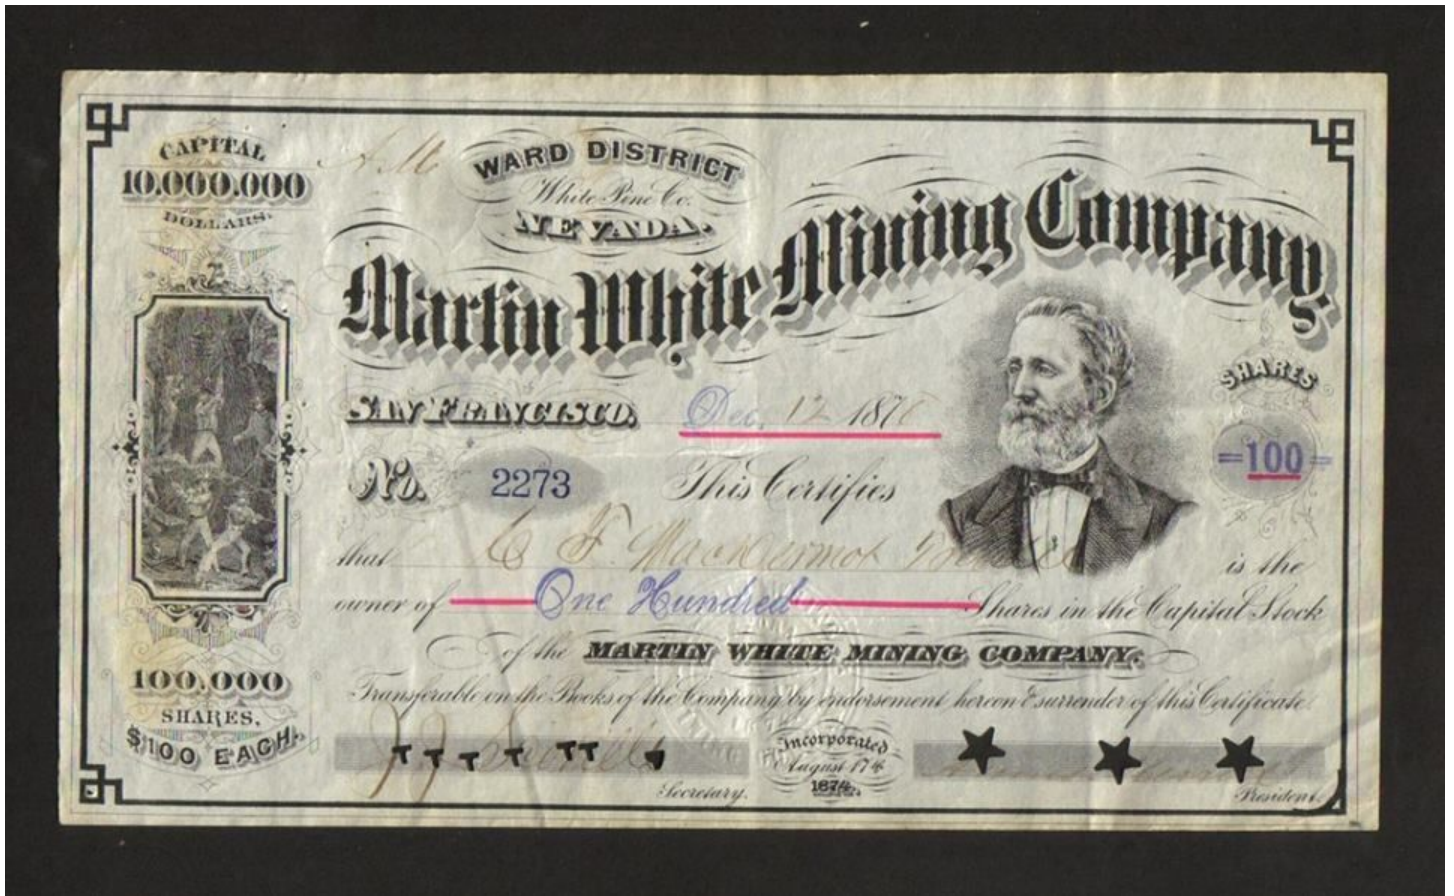 CAPITAL
10.000.000
DOLLARS.
A. M
WARD DISTRICT
White Pine Co.
NEVADA.
Martin White Mining Company
SAN FRANCISCO, Dec. 12 187
SHARES
=100=
No. 2273 This Certifies
that C F is the
owner of One Hundred Shares in the Capital Stock
of the MARTIN WHITE MINING COMPANY.
Transferable on the Books of the Company by endorsement hereon & surrender of this Certificate.
100.000
SHARES,
$100 EACH.
Incorporated
August 17th
1874.
Secretary.
President.